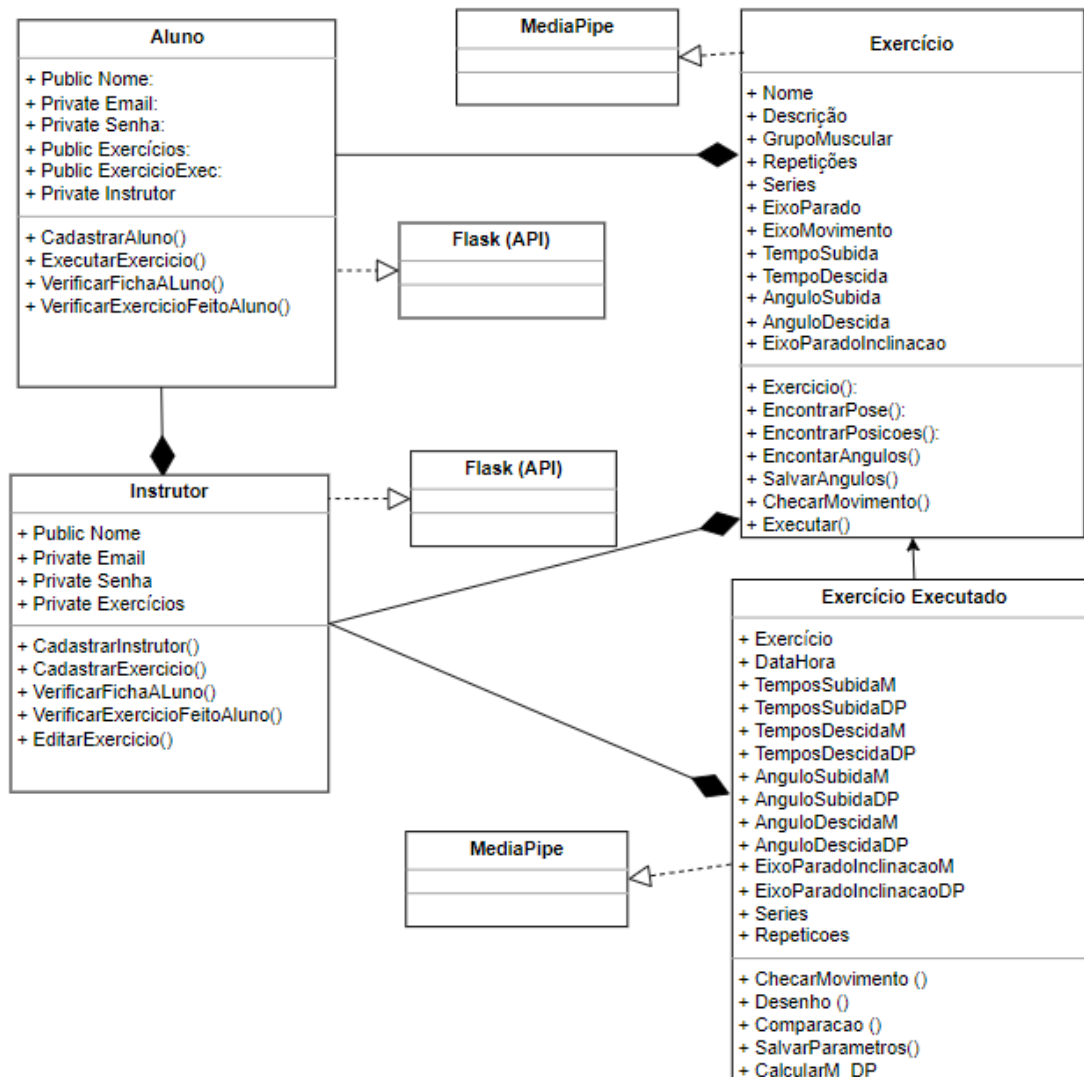 Aluno
+ Public Nome:
+ Private Email:
+ Private Senha:
+ Public Exercícios:
+ Public ExercicioExec:
+ Private Instrutor
+ CadastrarAluno()
+ ExecutarExercicio()
+ VerificarFichaALuno()
+ VerificarExercicioFeitoAluno()
MediaPipe
Exercício
+ Nome
+ Descrição
+ GrupoMuscular
+ Repetições
+ Series
+ EixoParado
+ EixoMovimento
+ TempoSubida
+ TempoDescida
+ AnguloSubida
+ AnguloDescida
+ EixoParadoInclinacao
+ Exercicio():
+ EncontrarPose():
+ EncontrarPosicoes():
+ EncontarAngulos()
+ SalvarAngulos()
+ ChecarMovimento()
+ Executar()
Flask (API)
Flask (API)
Instrutor
+ Public Nome
+ Private Email
+ Private Senha
+ Private Exercícios
+ CadastrarInstrutor()
+ CadastrarExercicio()
+ VerificarFichaALuno()
+ VerificarExercicioFeitoAluno()
+ EditarExercicio()
Exercício Executado
+ Exercício
+ DataHora
+ TemposSubidaM
+ TemposSubidaDP
+ TemposDescidaM
+ TemposDescidaDP
+ AnguloSubidaM
+ AnguloSubidaDP
+ AnguloDescidaM
+ AnguloDescidaDP
+ EixoParadoInclinacaoM
+ EixoParadoInclinacaoDP
+ Series
+ Repeticoes
+ ChecarMovimento ()
+ Desenho ()
+ Comparacao ()
+ SalvarParametros()
+ CalcularM_DP
MediaPipe